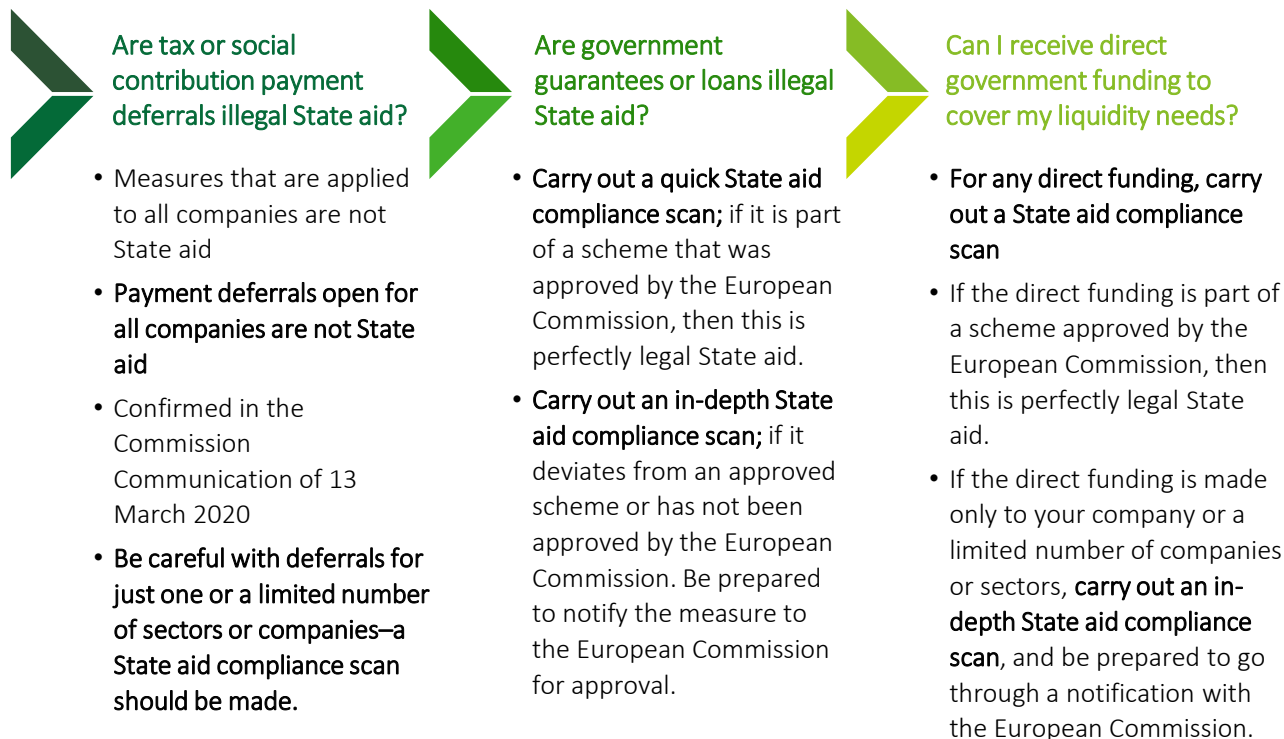 Are tax or social
contribution payment
deferrals illegal State aid?
• Measures that are applied
to all companies are not
State aid
• Payment deferrals open for
all companies are not State
aid
• Confirmed in the
Commission
Communication of 13
March 2020
• Be careful with deferrals for
just one or a limited number
of sectors or companies–a
State aid compliance scan
should be made.
Are government
guarantees or loans illegal
State aid?
• Carry out a quick State aid
compliance scan; if it is part
of a scheme that was
approved by the European
Commission, then this is
perfectly legal State aid.
• Carry out an in-depth State
aid compliance scan; if it
deviates from an approved
scheme or has not been
approved by the European
Commission. Be prepared
to notify the measure to
the European Commission
for approval.
Can I receive direct
government funding to
cover my liquidity needs?
• For any direct funding, carry
out a State aid compliance
scan
• If the direct funding is part of
a scheme approved by the
European Commission, then
this is perfectly legal State
aid.
• If the direct funding is made
only to your company or a
limited number of companies
or sectors, carry out an in-
depth State aid compliance
scan, and be prepared to go
through a notification with
the European Commission.